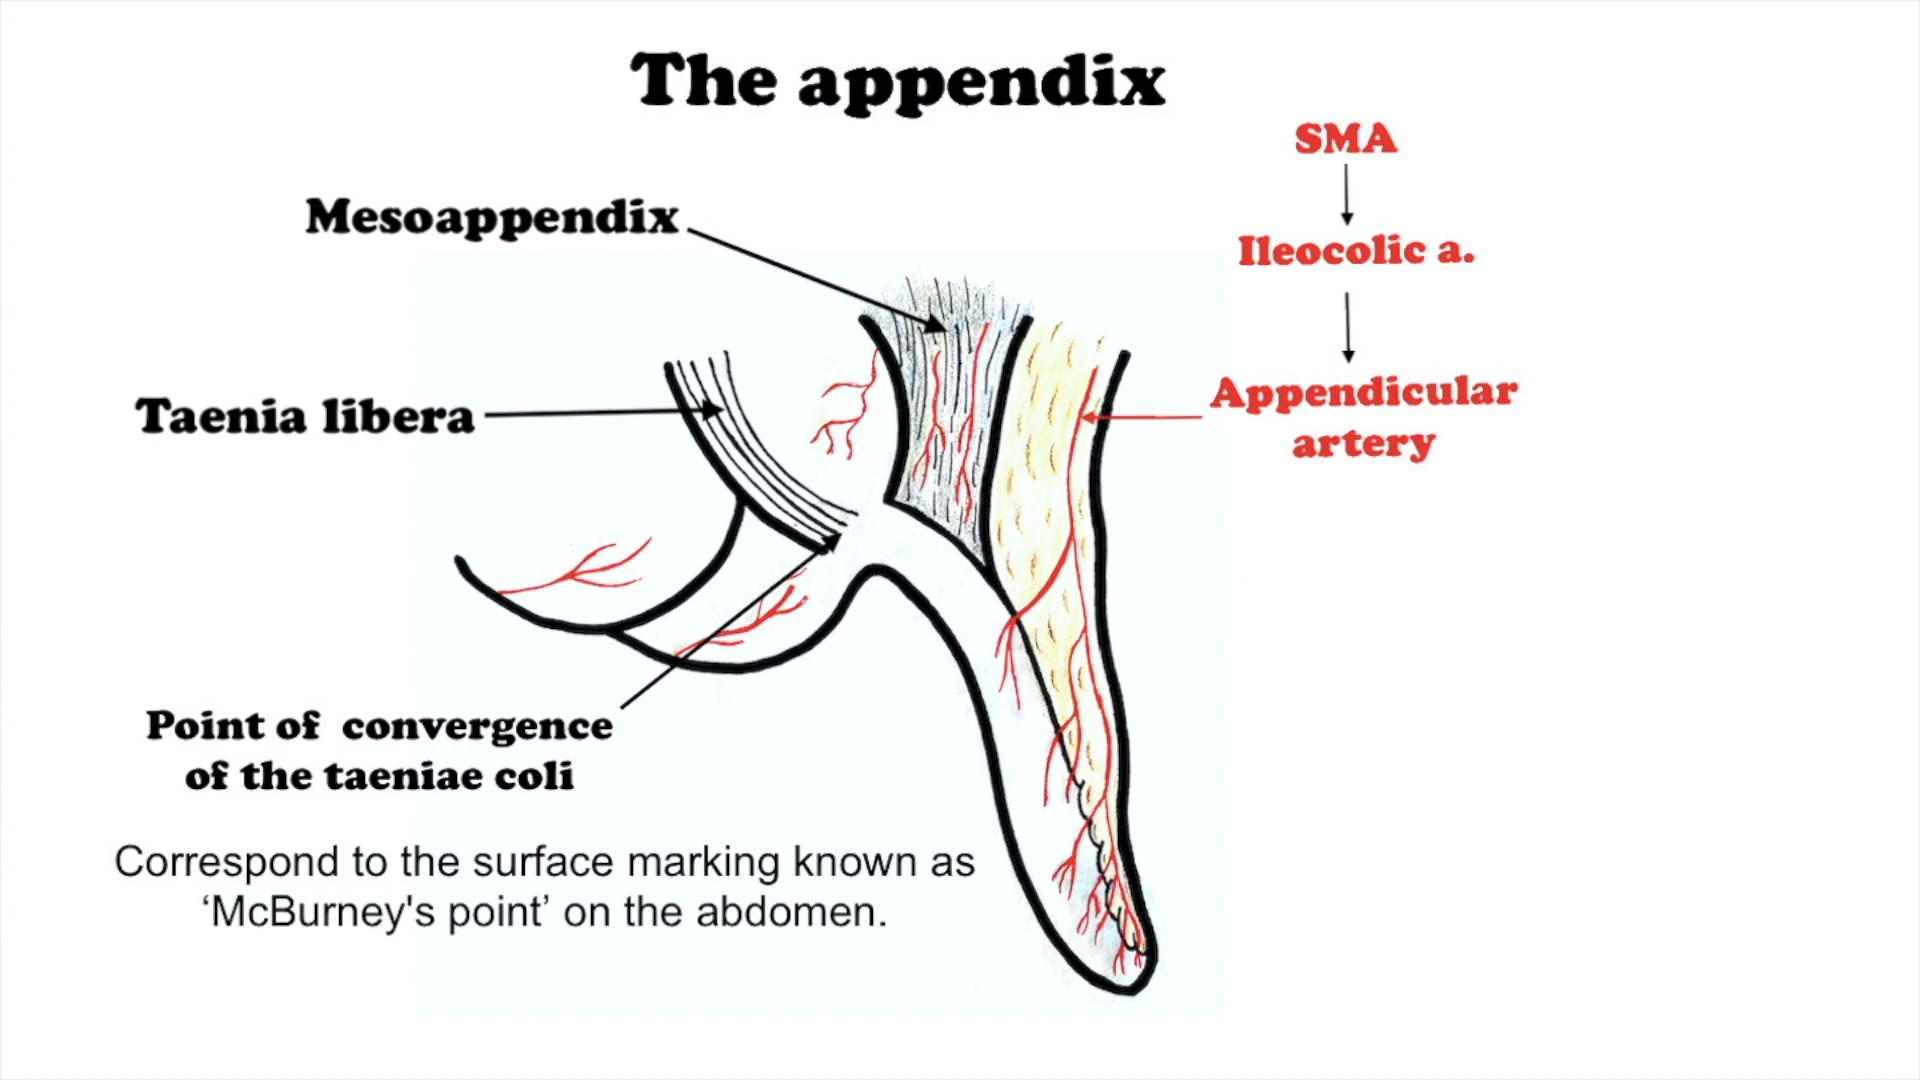 The appendix
SMA
Mesoappendix
Ileocolic a.
Taenia libera
Appendicular
artery
Point of convergence
of the taeniae coli
Correspond to the surface marking known as
‘McBurney's point’ on the abdomen.